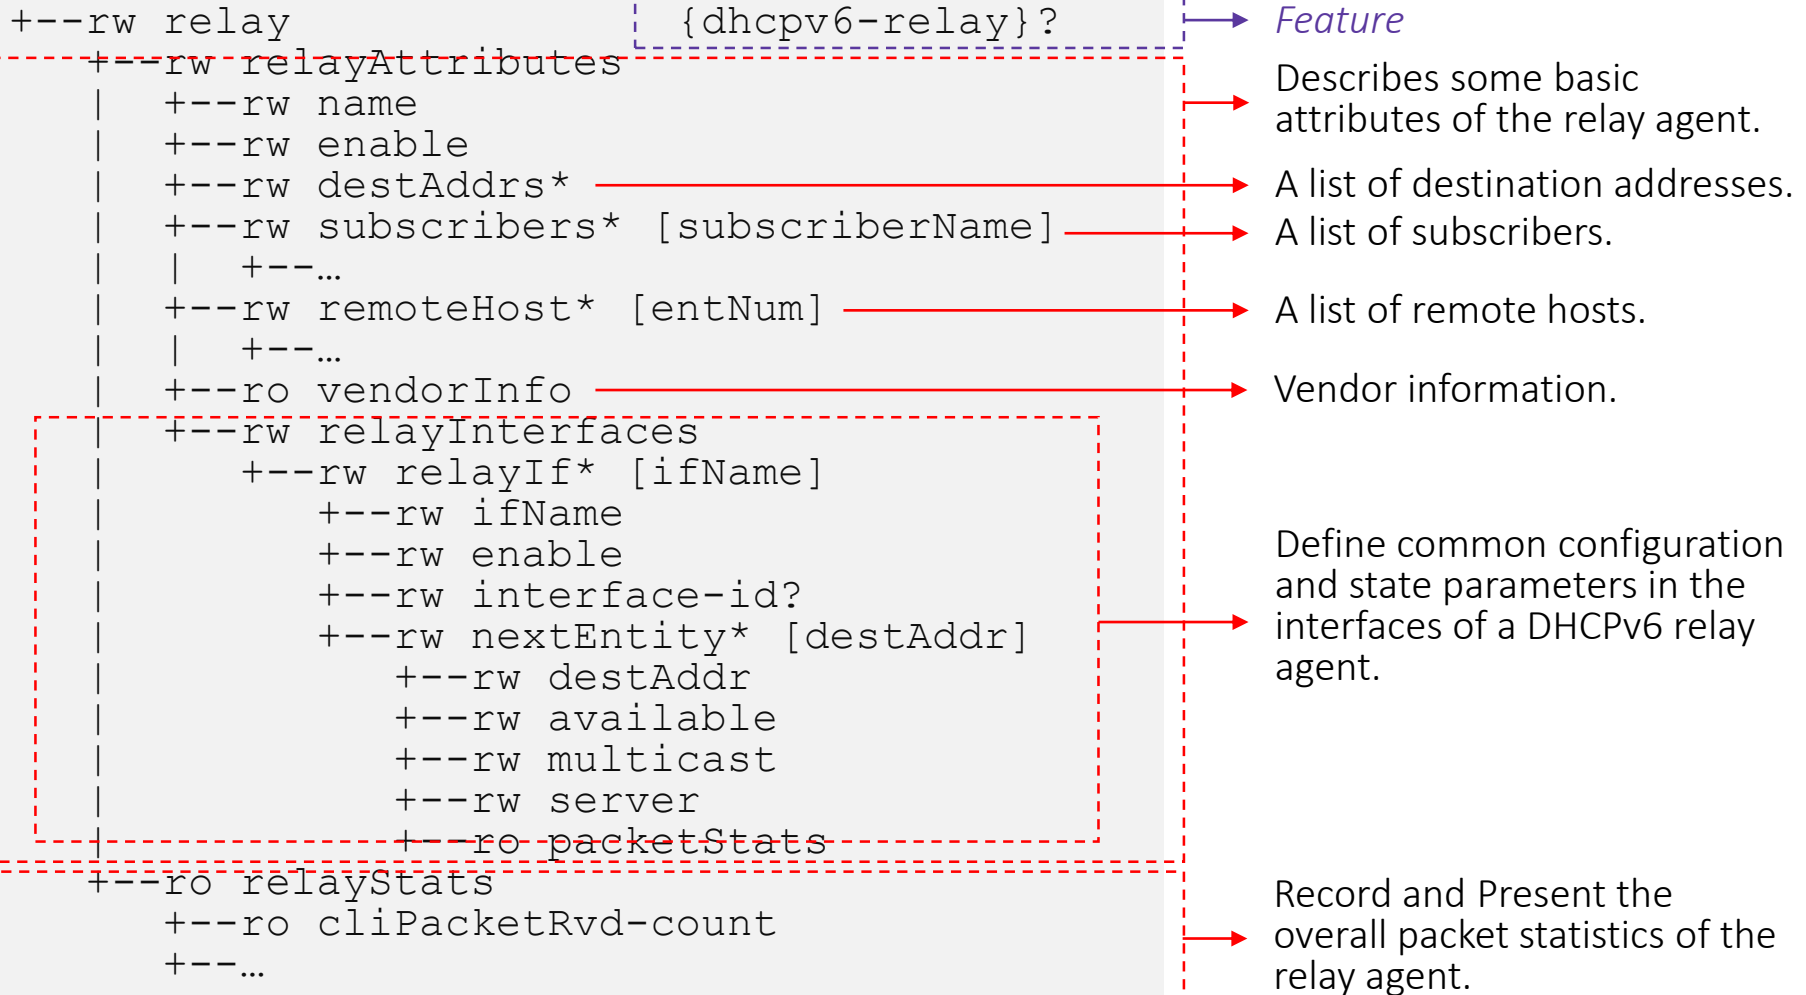 +--rw relay {dhcpv6-relay}?
Feature
+--rw relayAttributes
| +--rw name
Describes some basic
attributes of the relay agent.
| +--rw enable
| +--rw destAddrs*
A list of destination addresses.
| +--rw subscribers* [subscriberName]
A list of subscribers.
| | +--…
| +--rw remoteHost* [entNum]
A list of remote hosts.
| | +--…
| +--ro vendorInfo
Vendor information.
| +--rw relayInterfaces
| +--rw relayIf* [ifName]
| +--rw ifName
| +--rw enable
| +--rw interface-id?
| +--rw nextEntity* [destAddr]
Define common configuration
and state parameters in the
interfaces of a DHCPv6 relay
agent.
| +--rw destAddr
| +--rw available
| +--rw multicast
| +--rw server
| +--ro packetStats
+--ro relayStats
+--ro cliPacketRvd-count
+--…
Record and Present the
overall packet statistics of the
relay agent.